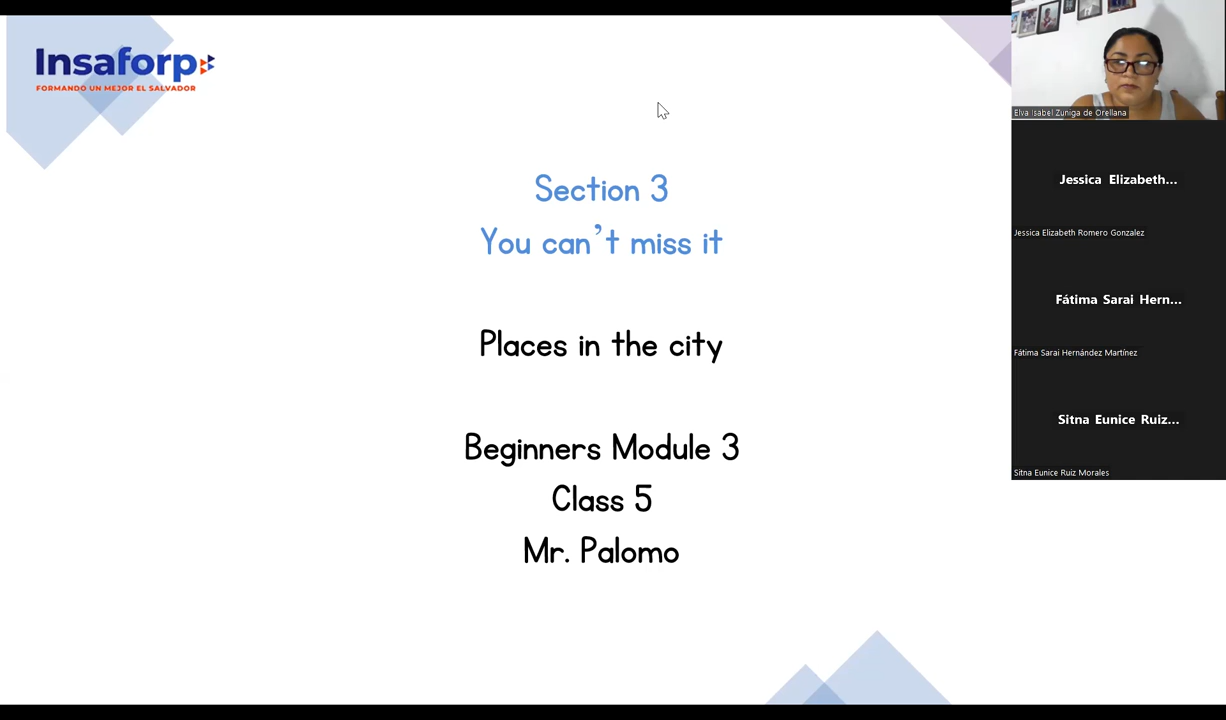 Insaforp
FORMANDO UN MEJOR EL SALVADOR
Section 3
You can't miss it
Places in the city
Beginners Module 3
Class 5
Mr. Palomo
Elva Isabel Zuniga de Orellana
Jessica Elizabeth...
Jessica Elizabeth Romero Gonzalez
Fátima Sarai Hern...
Fátima Sarai Hernández Martínez
Sitna Eunice Ruiz...
Sitna Eunice Ruiz Morales